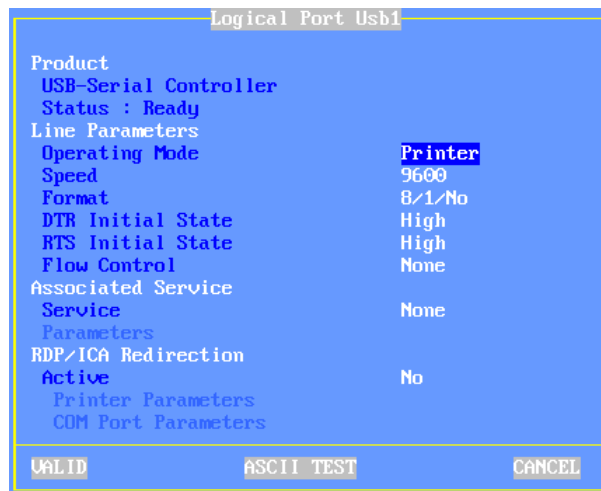 Logical Port Usb1
Product
USB-Serial Controller
Status : Ready
Line Parameters
Operating Mode Printer
Speed 9600
Format 8/1/No
DTR Initial State High
RTS Initial State High
Flow Control None
Associated Service
Service None
Parameters
RDP/ICA Redirection
Active No
Printer Parameters
COM Port Parameters
VALID ASCII TEST CANCEL